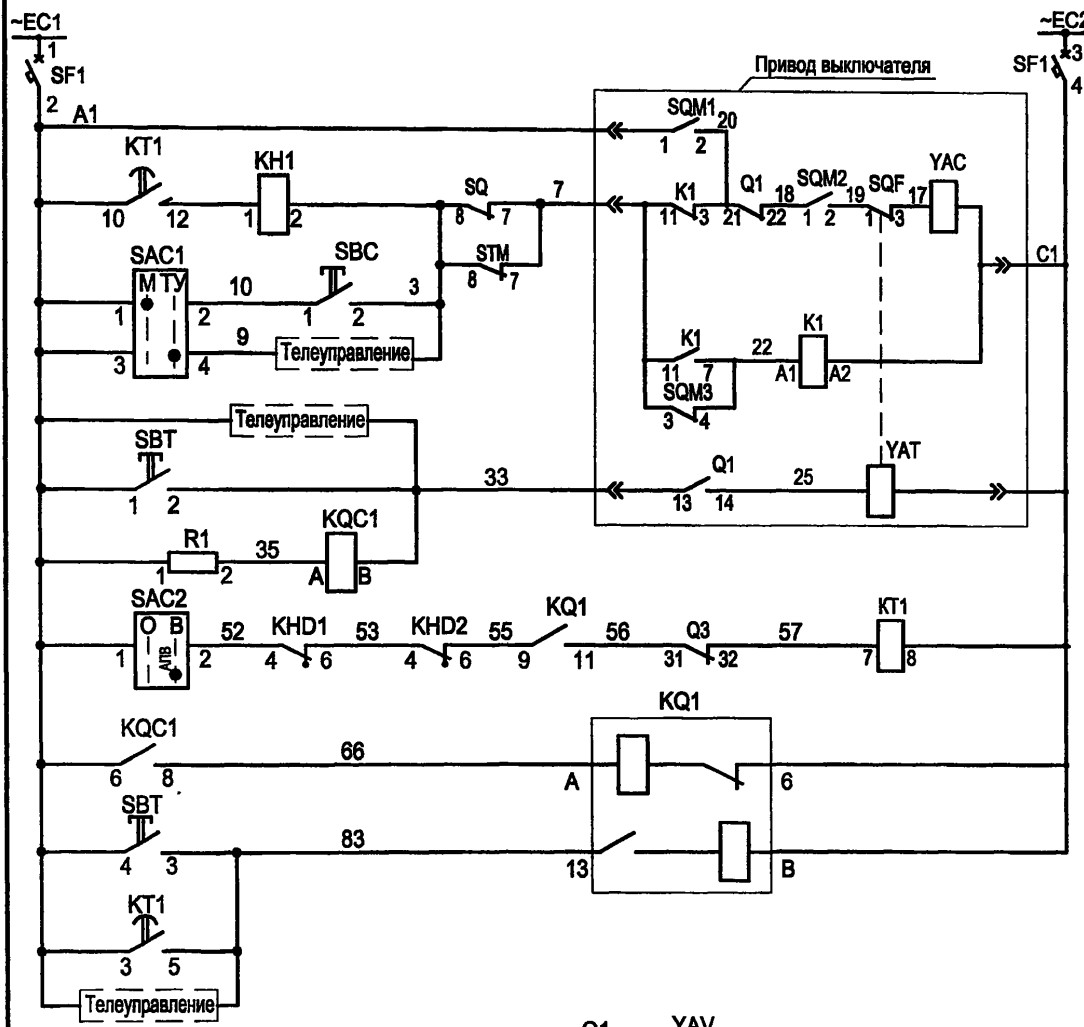 ~EC1 ~EC2
1 3
SF1 SF1
2 4
Привод выключателя
A1 SQM1 20
1 2
KT1 KH1 SQ 7 K1 Q1 18 SQM2 19 SQF 17 YAC
10 12 1 2 8 7 11 3 21 22 1 2 1 3
STM
8 7
C1
SAC1 SBC
М ТУ 10 3
1 2 1 2
9
3 4 Телеуправление
K1 22 K1
11 7 A1 A2
SQM3
3 4
Телеуправление
SBT 33 Q1 25 YAT
1 2 13 14
R1 35 KQC1
1 2 A B
SAC2
О В 52 KHD1 53 KHD2 55 KQ1 56 Q3 57 KT1
АПВ
1 2 4 6 4 6 9 11 31 32 7 8
KQC1 66 KQ1
6 8 A 6
SBT 83
4 3 13 B
KT1
3 5
Телеуправление
Q1 YAV